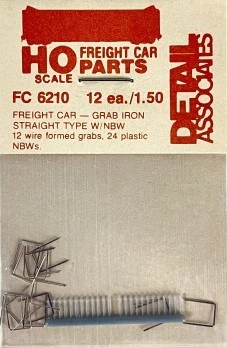 HO FREIGHT CAR
SCALE PARTS
FC 6210 12 ea./1.50
FREIGHT CAR — GRAB IRON
STRAIGHT TYPE W/NBW
12 wire formed grabs, 24 plastic
NBWs.
DETAIL
ASSOCIATES